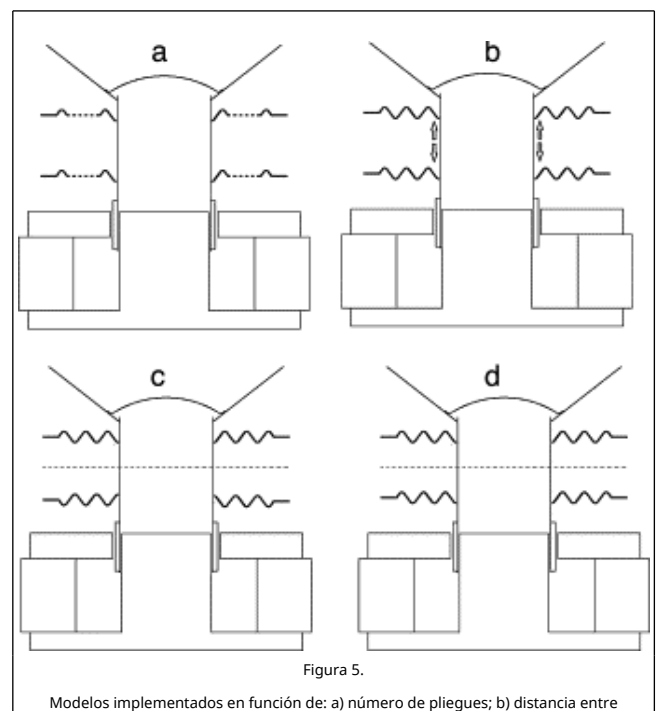 a
b
c
d
Figura 5.
Modelos implementados en función de: a) número de pliegues; b) distancia entre